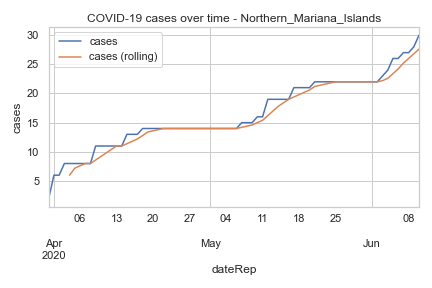 COVID-19 cases over time - Northern_Mariana_Islands
cases
cases (rolling)
cases
30
25
20
15
10
5
06 13 20 27 04 11 18 25 08
Apr May Jun
2020
dateRep